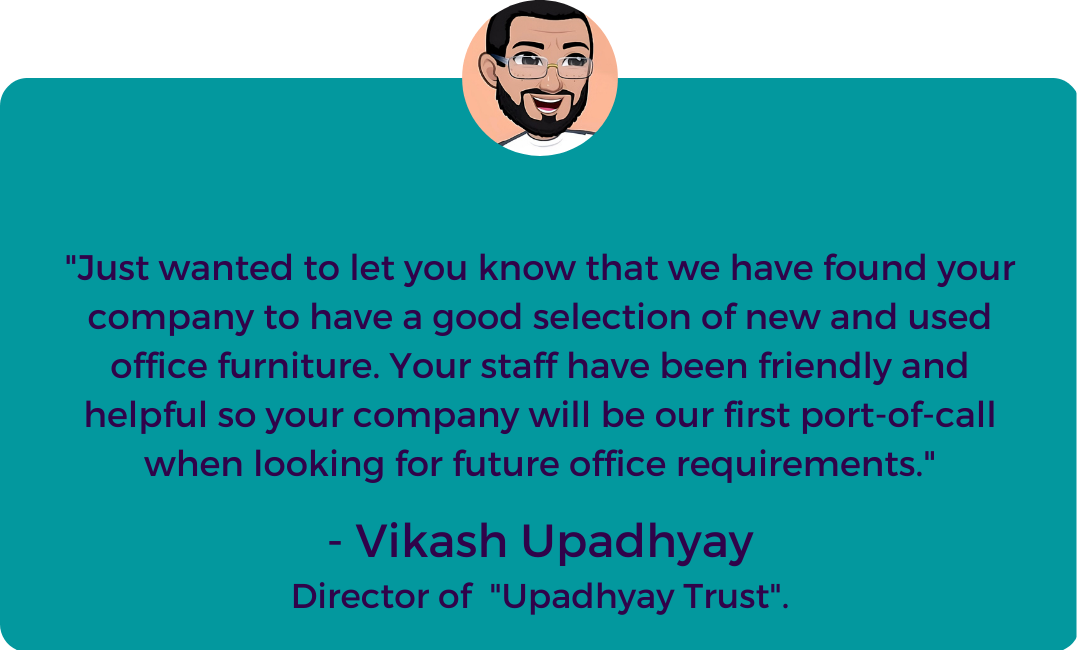 "Just wanted to let you know that we have found your
company to have a good selection of new and used
office furniture. Your staff have been friendly and
helpful so your company will be our first port-of-call
when looking for future office requirements."
- Vikash Upadhyay
Director of  "Upadhyay Trust".